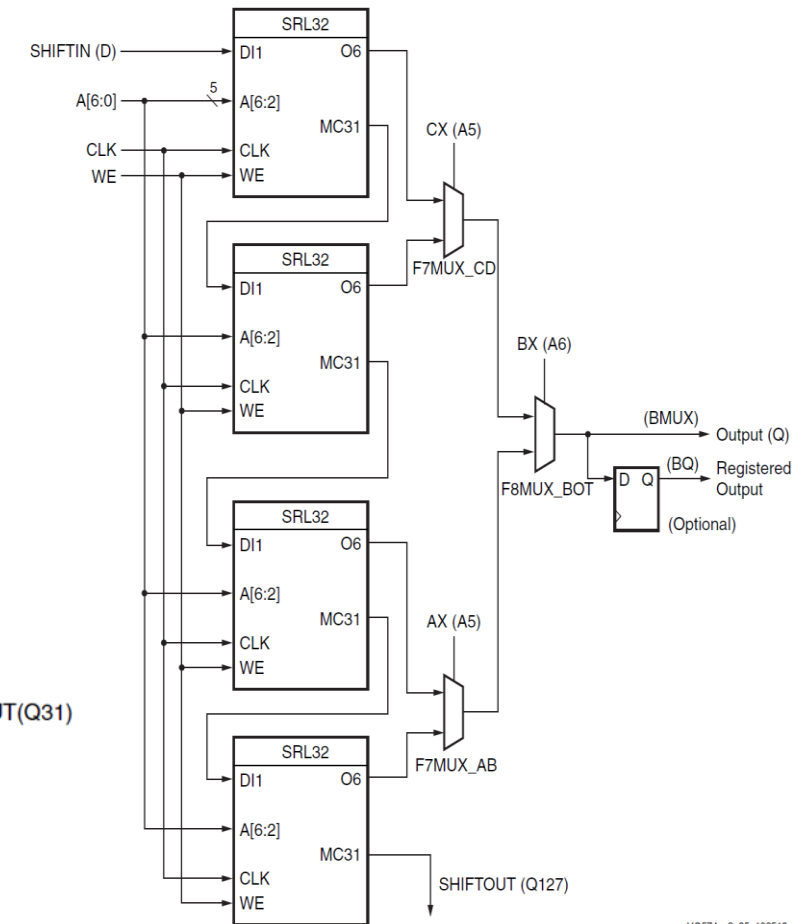 SRL32
SHIFTIN (D)
DI1
O6
A[6:0]
5
A[6:2]
MC31
CX (A5)
CLK
CLK
WE
WE
SRL32
F7MUX_CD
DI1
O6
A[6:2]
MC31
BX (A6)
CLK
WE
(BMUX)
Output (Q)
(BQ)
Registered
Output
D Q
F8MUX_BOT
(Optional)
SRL32
DI1
O6
A[6:2]
MC31
AX (A5)
CLK
WE
UT(Q31)
SRL32
F7MUX_AB
DI1
O6
A[6:2]
MC31
CLK
SHIFTOUT (Q127)
WE